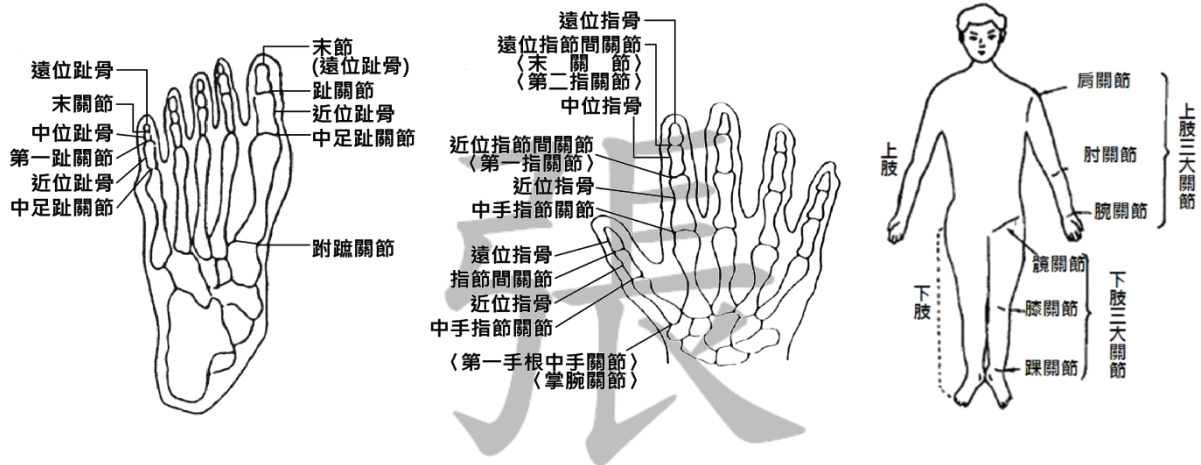 遠位趾骨
末關節
中位趾骨
第一趾關節
近位趾骨
中足趾關節
末節
(遠位趾骨)
趾關節
近位趾骨
中足趾關節
跗蹠關節
遠位指骨
遠位指節間關節
〈末關節〉
〈第二指關節〉
中位指骨
近位指節間關節
〈第一指關節〉
近位指骨
中手指節關節
遠位指骨
指節間關節
近位指骨
中手指節關節
〈第一手根中手關節〉
〈掌腕關節〉
張
上肢
肩關節
肘關節
腕關節
上肢三大關節
下肢
髖關節
膝關節
踝關節
下肢三大關節